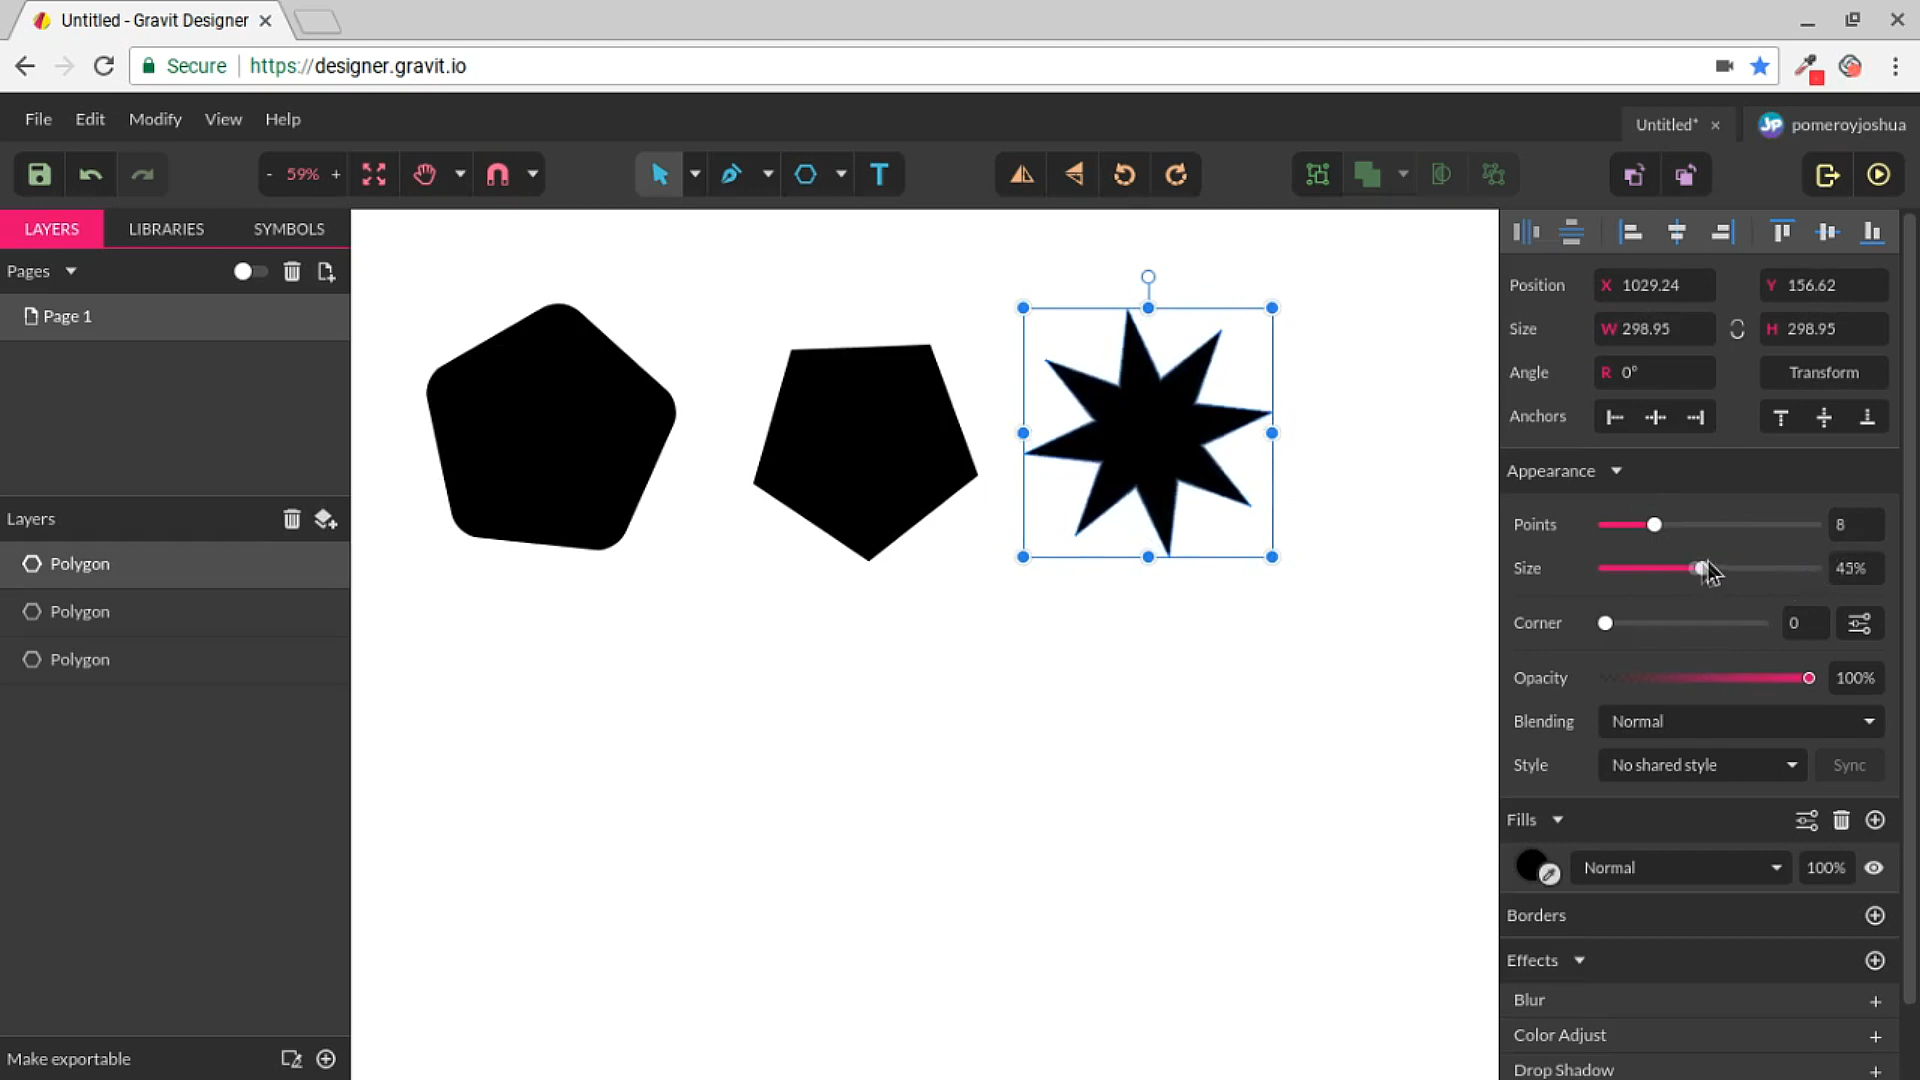 Untitled - Gravit Designer
Secure https://designer.gravit.io
File Edit Modify View Help
Untitled* pomeroyjoshua
- 59% +
T
LAYERS LIBRARIES SYMBOLS
Pages
Page 1
Layers
Polygon
Polygon
Polygon
Make exportable
Position X 1029.24 Y 156.62
Size W 298.95 H 298.95
Angle R 0° Transform
Anchors
Appearance
Points 8
Size 45%
Corner 0
Opacity 100%
Blending Normal
Style No shared style Sync
Fills
Normal 100%
Borders
Effects
Blur
Color Adjust
Drop Shadow